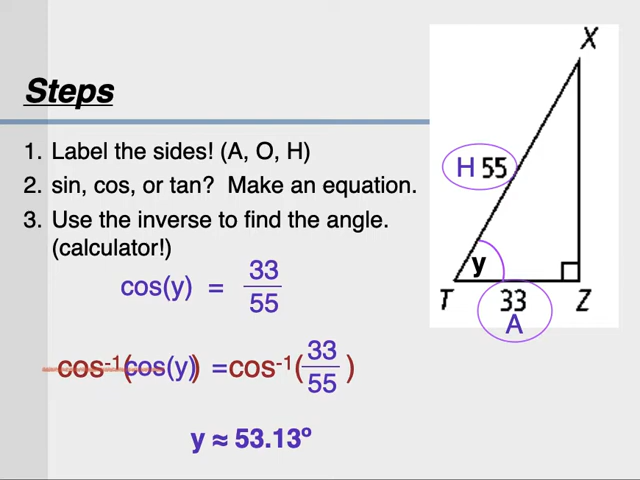 Steps
1. Label the sides! (A, O, H)
2. sin, cos, or tan? Make an equation.
3. Use the inverse to find the angle.
(calculator!)
cos(y) = 33/55
cos⁻¹(cos(y)) = cos⁻¹(33/55)
y ≈ 53.13º
X
H 55
y
T 33 Z
A